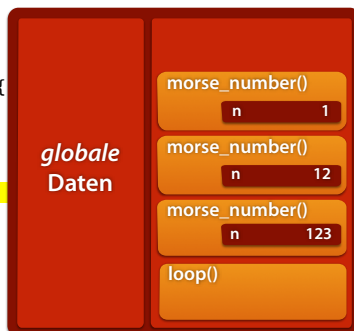 {
globale
Daten
morse_number()
n 1
morse_number()
n 12
morse_number()
n 123
loop()